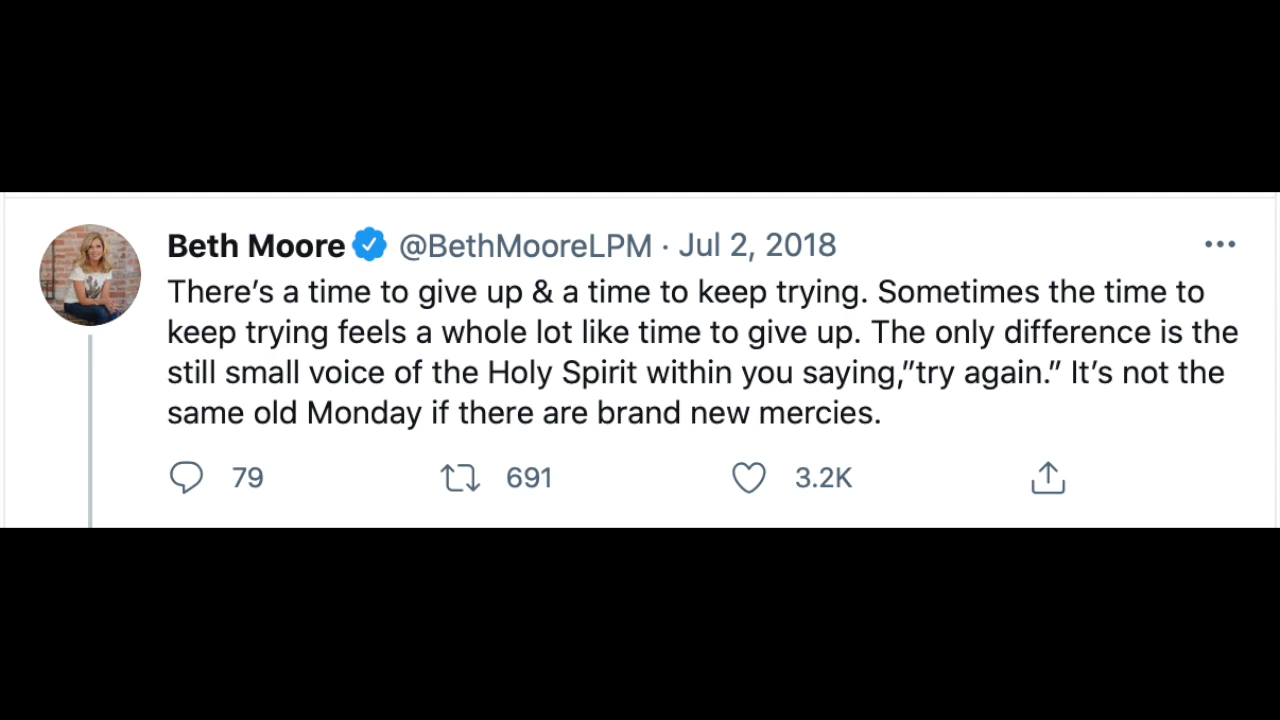 Beth Moore @BethMooreLPM · Jul 2, 2018
There’s a time to give up & a time to keep trying. Sometimes the time to
keep trying feels a whole lot like time to give up. The only difference is the
still small voice of the Holy Spirit within you saying,”try again.” It’s not the
same old Monday if there are brand new mercies.
79 691 3.2K